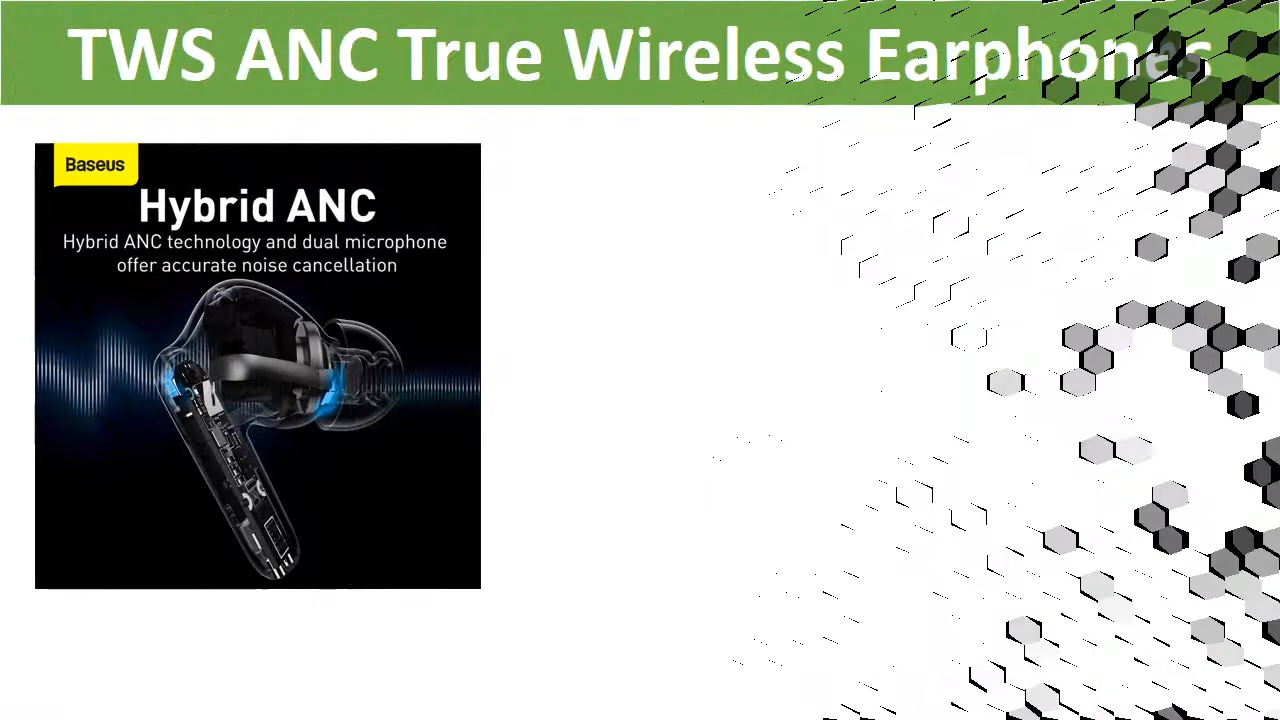 TWS ANC True Wireless Earphones
Baseus
Hybrid ANC
Hybrid ANC technology and dual microphone
offer accurate noise cancellation